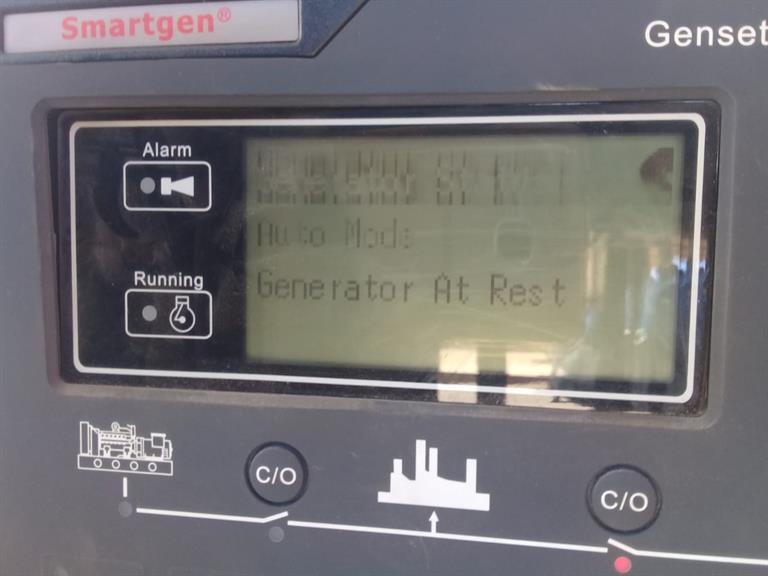 Smartgen®
Genset
Alarm
Auto Mode
Running
Generator At Rest
C/O
C/O